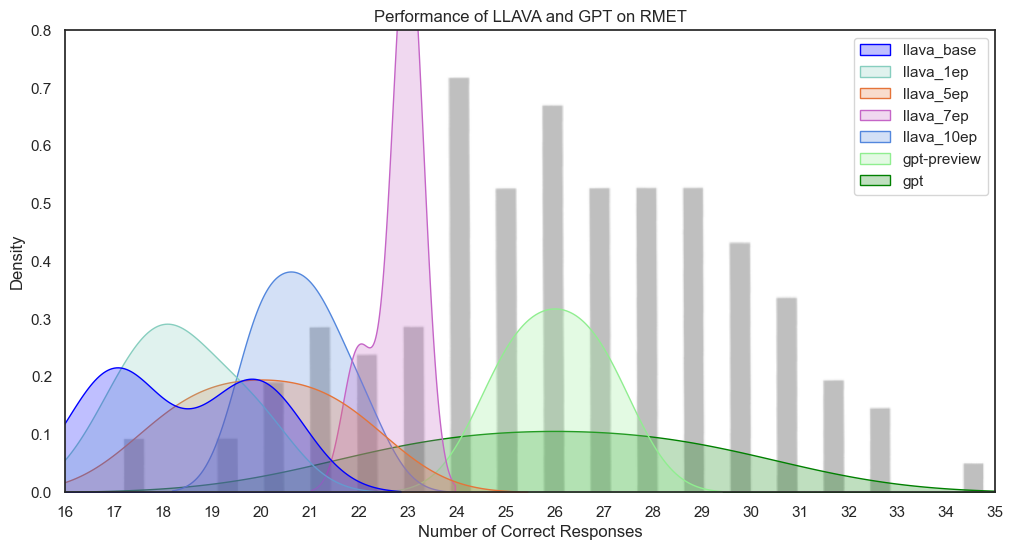 Performance of LLAVA and GPT on RMET
0.8
0.7
0.6
0.5
0.4
0.3
0.2
0.1
0.0
Density
llava_base
llava_1ep
llava_5ep
llava_7ep
llava_10ep
gpt-preview
gpt
16 17 18 19 20 21 22 23 24 25 26 27 28 29 30 31 32 33 34 35
Number of Correct Responses